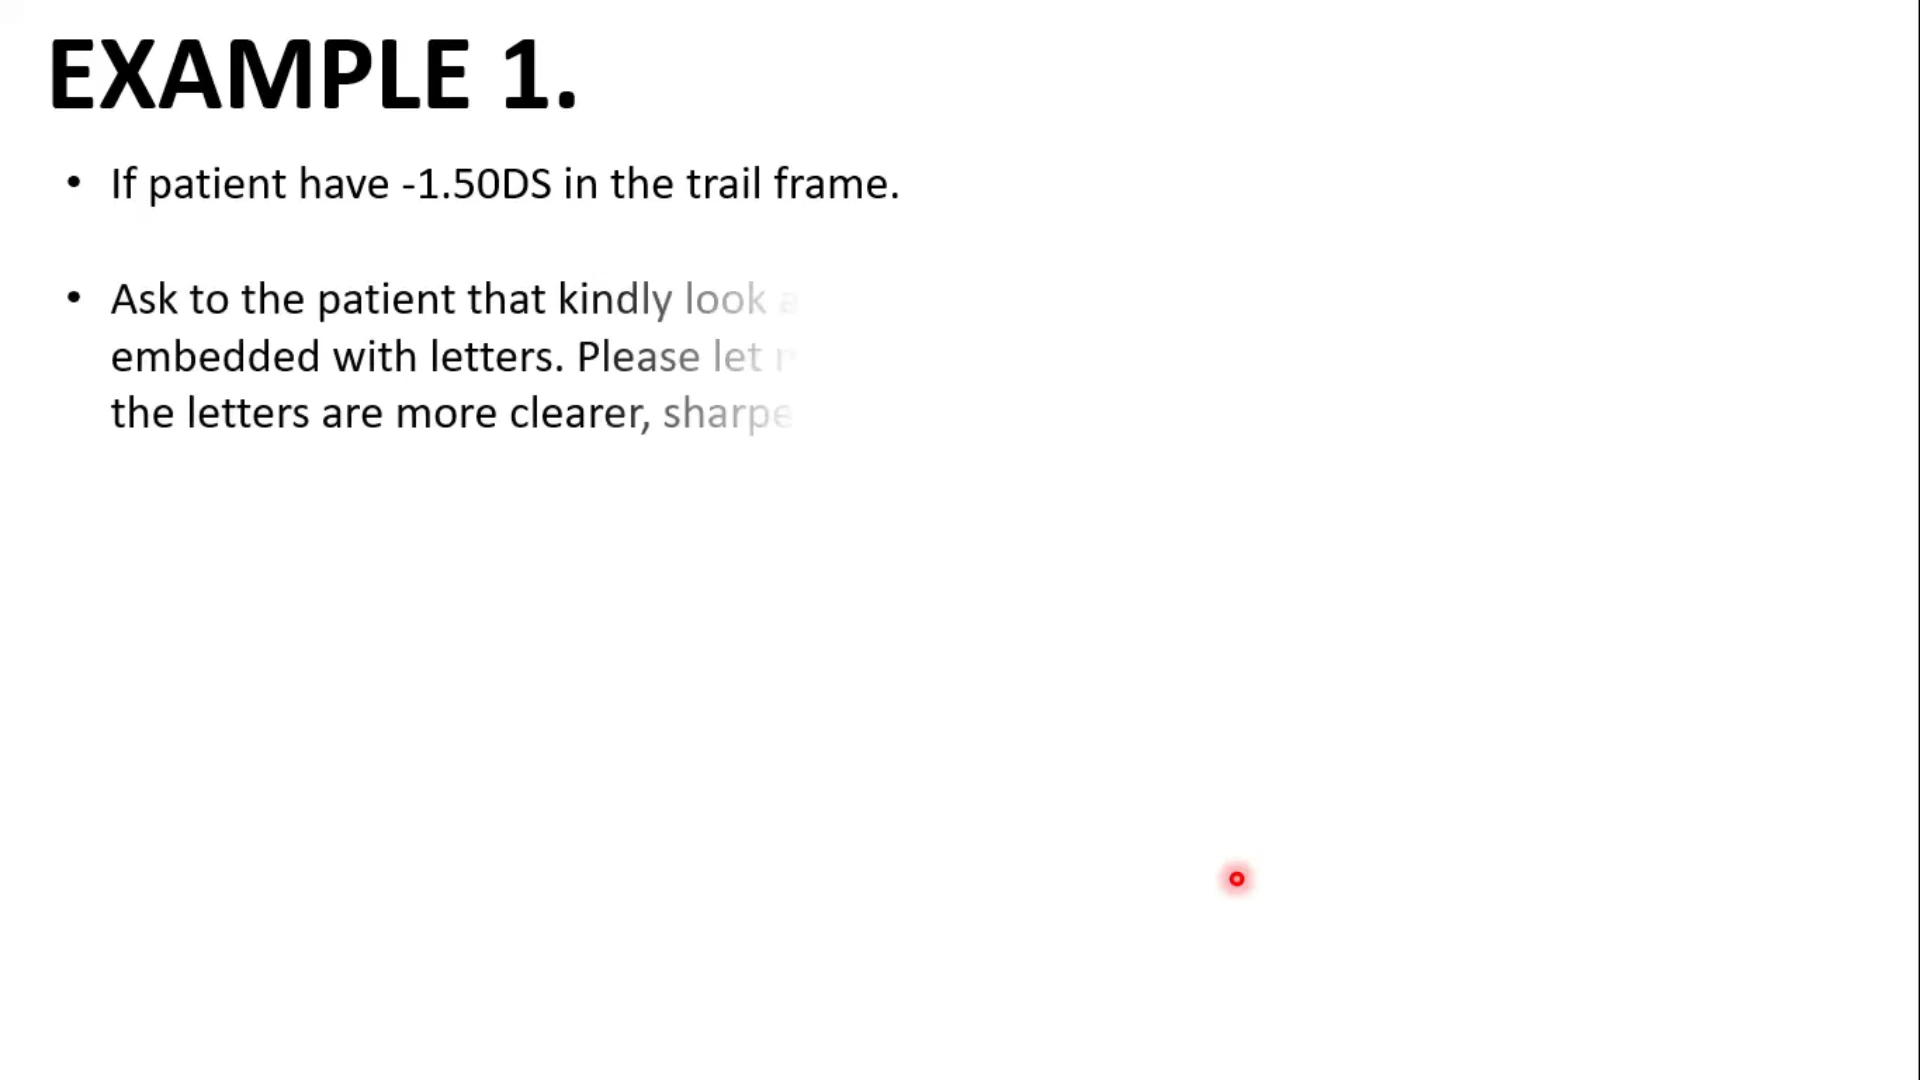 EXAMPLE 1.
• If patient have -1.50DS in the trail frame.
• Ask to the patient that kindly look
embedded with letters. Please let
the letters are more clearer,